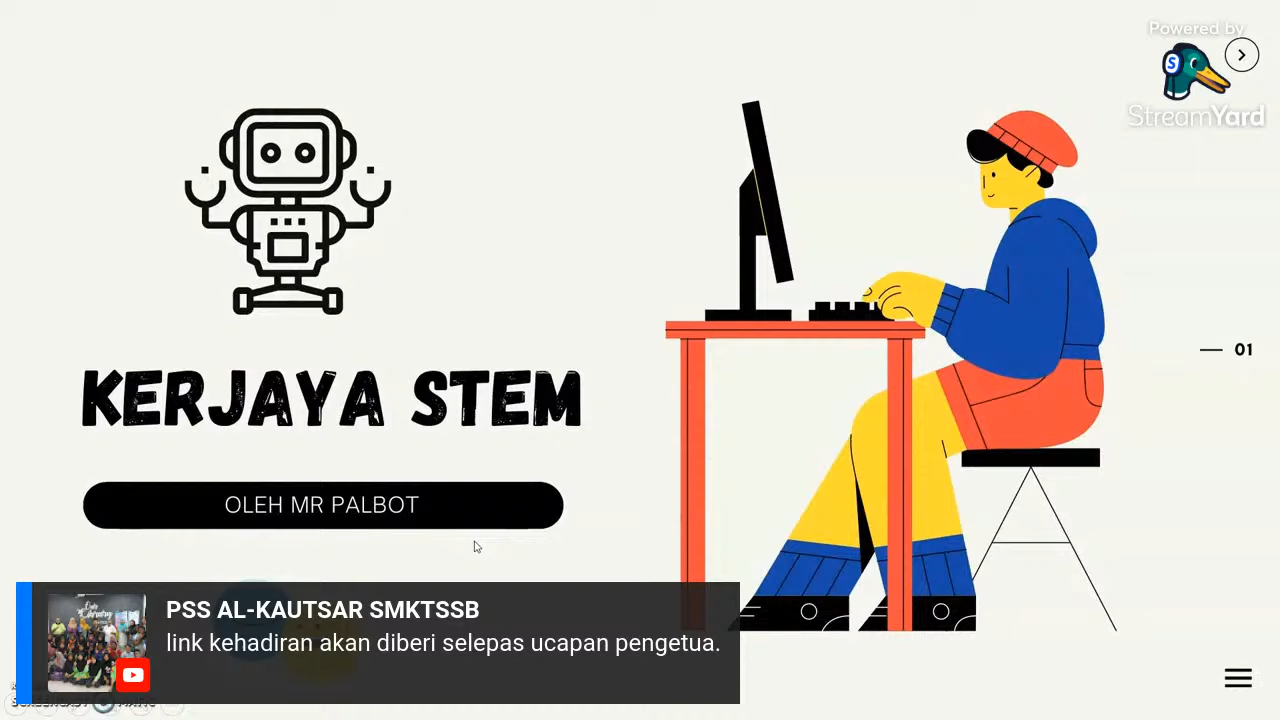 Powered by
StreamYard
KERJAYA STEM
01
OLEH MR PALBOT
PSS AL-KAUTSAR SMKTSSB
link kehadiran akan diberi selepas ucapan pengetua.